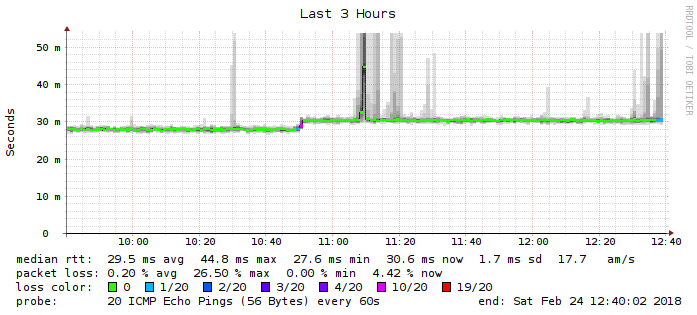 Last 3 Hours
RRDTOOL / TOBI OETIKER
Seconds
50 m
40 m
30 m
20 m
10 m
0
10:00 10:20 10:40 11:00 11:20 11:40 12:00 12:20 12:40
median rtt: 29.5 ms avg 44.8 ms max 27.6 ms min 30.6 ms now 1.7 ms sd 17.7 am/s
packet loss: 0.20 % avg 26.50 % max 0.00 % min 4.42 % now
loss color: 0 1/20 2/20 3/20 4/20 10/20 19/20
probe: 20 ICMP Echo Pings (56 Bytes) every 60s end: Sat Feb 24 12:40:02 2018